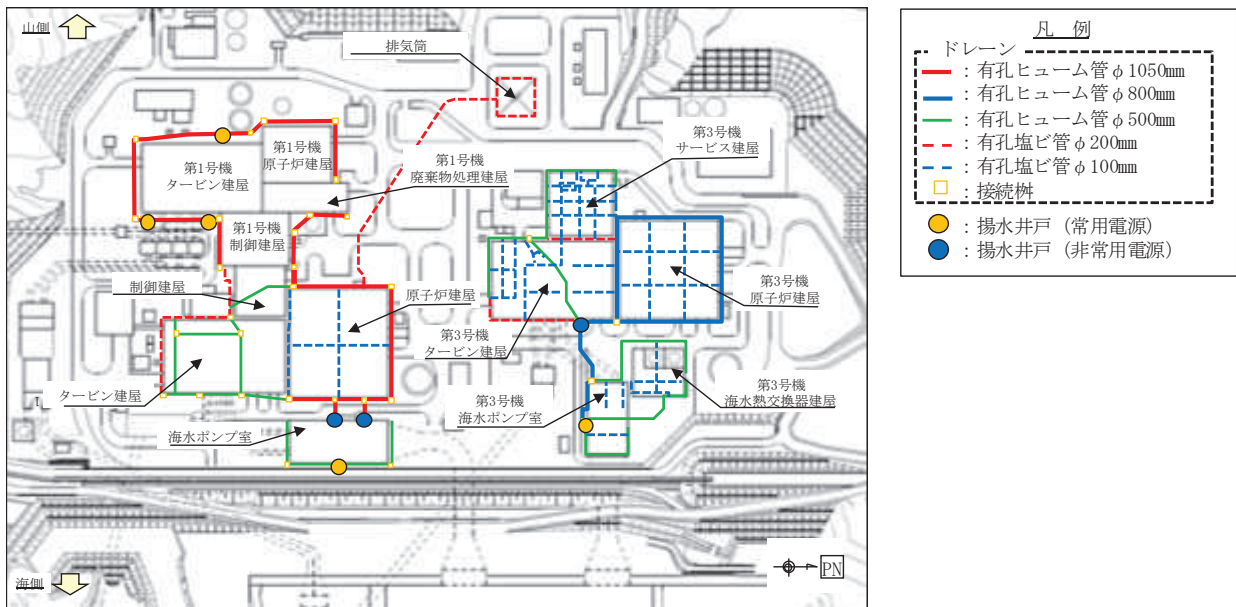 山側
排気筒
第1号機
原子炉建屋
第1号機
タービン建屋
第1号機
廃棄物処理建屋
第3号機
サービス建屋
第1号機
制御建屋
制御建屋
原子炉建屋
第3号機
原子炉建屋
第3号機
タービン建屋
タービン建屋
第3号機
海水ポンプ室
第3号機
海水熱交換器建屋
海水ポンプ室
海側
PN
凡 例
ドレーン
：有孔ヒューム管φ1050mm
：有孔ヒューム管φ800mm
：有孔ヒューム管φ500mm
：有孔塩ビ管φ200mm
：有孔塩ビ管φ100mm
：接続桝
：揚水井戸（常用電源）
：揚水井戸（非常用電源）